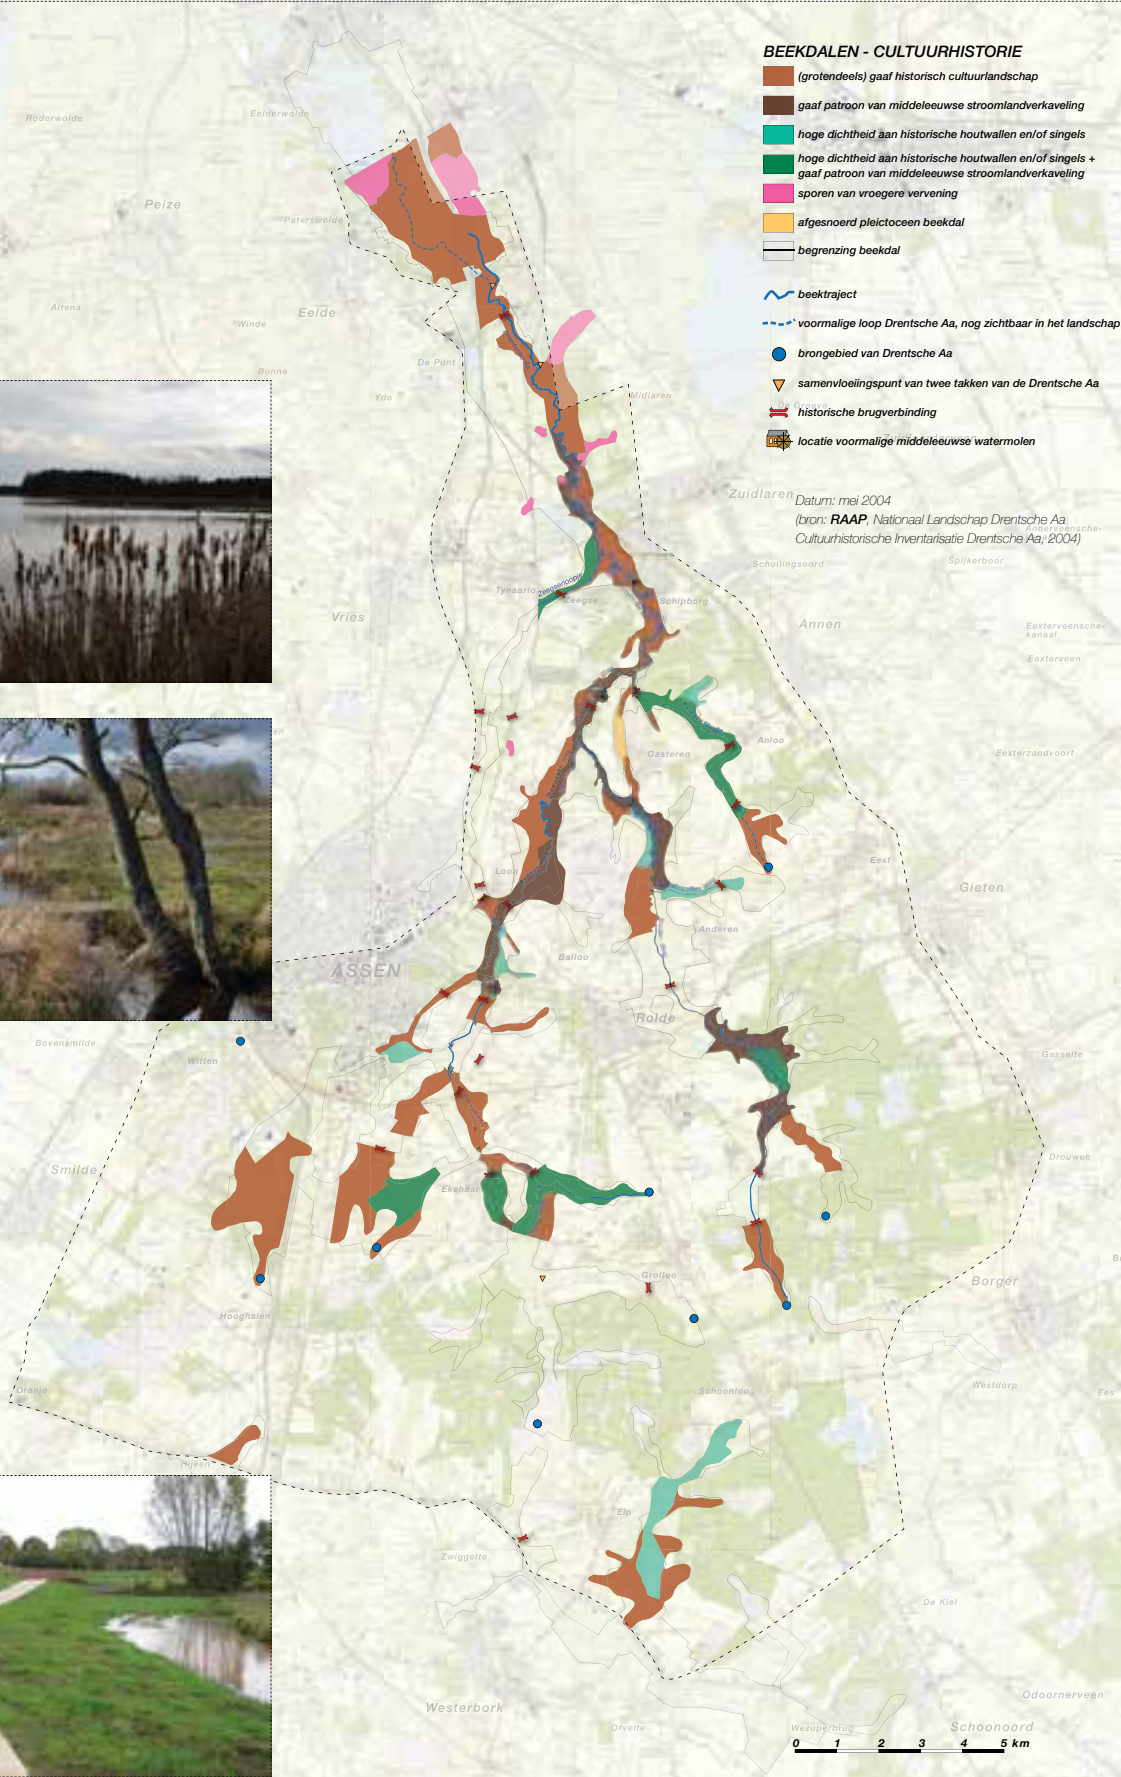 BEEKDALEN - CULTUURHISTORIE
(grotendeels) gaaf historisch cultuurlandschap
gaaf patroon van middeleeuwse stroomlandverkaveling
hoge dichtheid aan historische houtwallen en/of singels
hoge dichtheid aan historische houtwallen en/of singels +
gaaf patroon van middeleeuwse stroomlandverkaveling
sporen van vroegere vervening
afgesnoerd pleictoceen beekdal
begrenzing beekdal
beektraject
voormalige loop Drentsche Aa, nog zichtbaar in het landschap
brongebied van Drentsche Aa
samenvloeiingspunt van twee takken van de Drentsche Aa
historische brugverbinding
locatie voormalige middeleeuwse watermolen
Datum: mei 2004
(bron: RAAP, Nationaal Landschap Drentsche Aa
Cultuurhistorische Inventarisatie Drentsche Aa, 2004)
Roderwolde
Eelderwolde
Peize
Paterswolde
Altena
Winde
Eelde
Bunne
De Punt
Yde
Midlaren
De Groeve
Zuidlaren
Annerveensche-
Spijkerboor
Schuilingsoord
Tynaarlo
Zeegserloopje
Zeegse
Schipborg
Vries
Annen
Eexterveensche-
kanaal
Eexterveen
Anloo
Gasteren
Eexterzandvoort
Loon
Eext
Gieten
Anderen
Balloo
ASSEN
Rolde
Bovensmilde
Witten
Gasselte
Smilde
Drouwen
Ekehaar
Grolloo
Borger
Hooghalen
Oranje
Schoonloo
Westdorp
Ees
Hijken
Elp
Zwiggelte
De Kiel
Westerbork
Orvelte
Wezuperbrug
Odoornerveen
Schoonoord
0 1 2 3 4 5 km